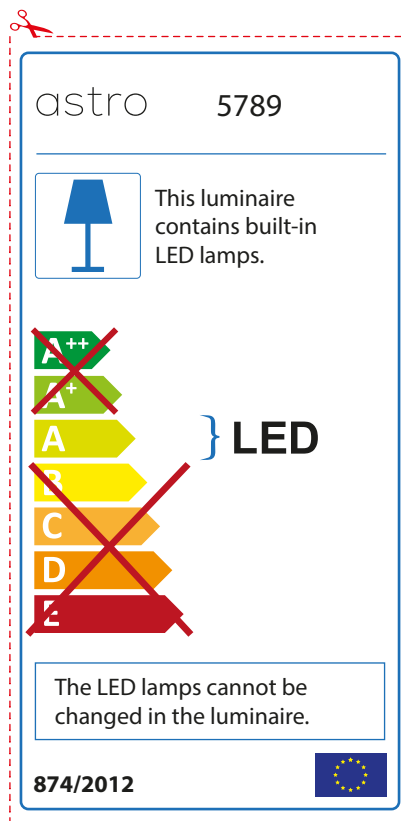 astro 5789
This luminaire
contains built-in
LED lamps.
A++
A+
A
B
C
D
E
} LED
The LED lamps cannot be
changed in the luminaire.
874/2012